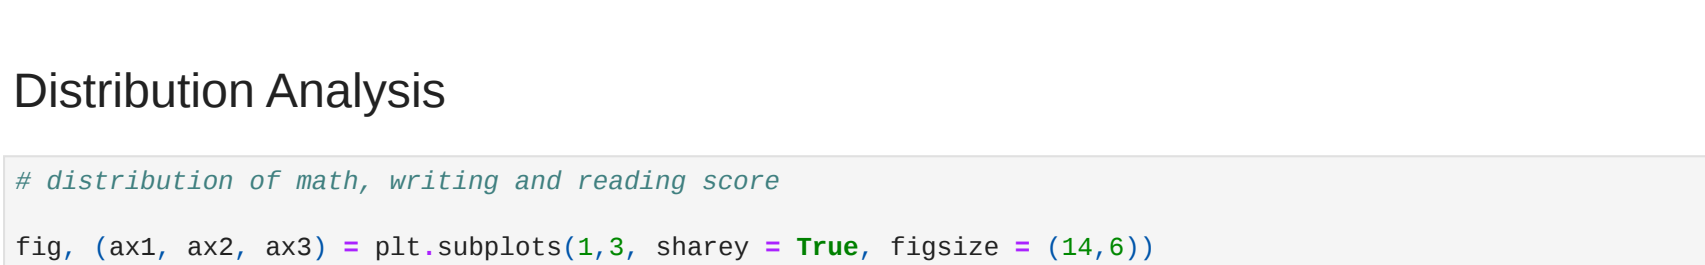 Distribution Analysis
# distribution of math, writing and reading score
fig, (ax1, ax2, ax3) = plt.subplots(1,3, sharey = True, figsize = (14,6))